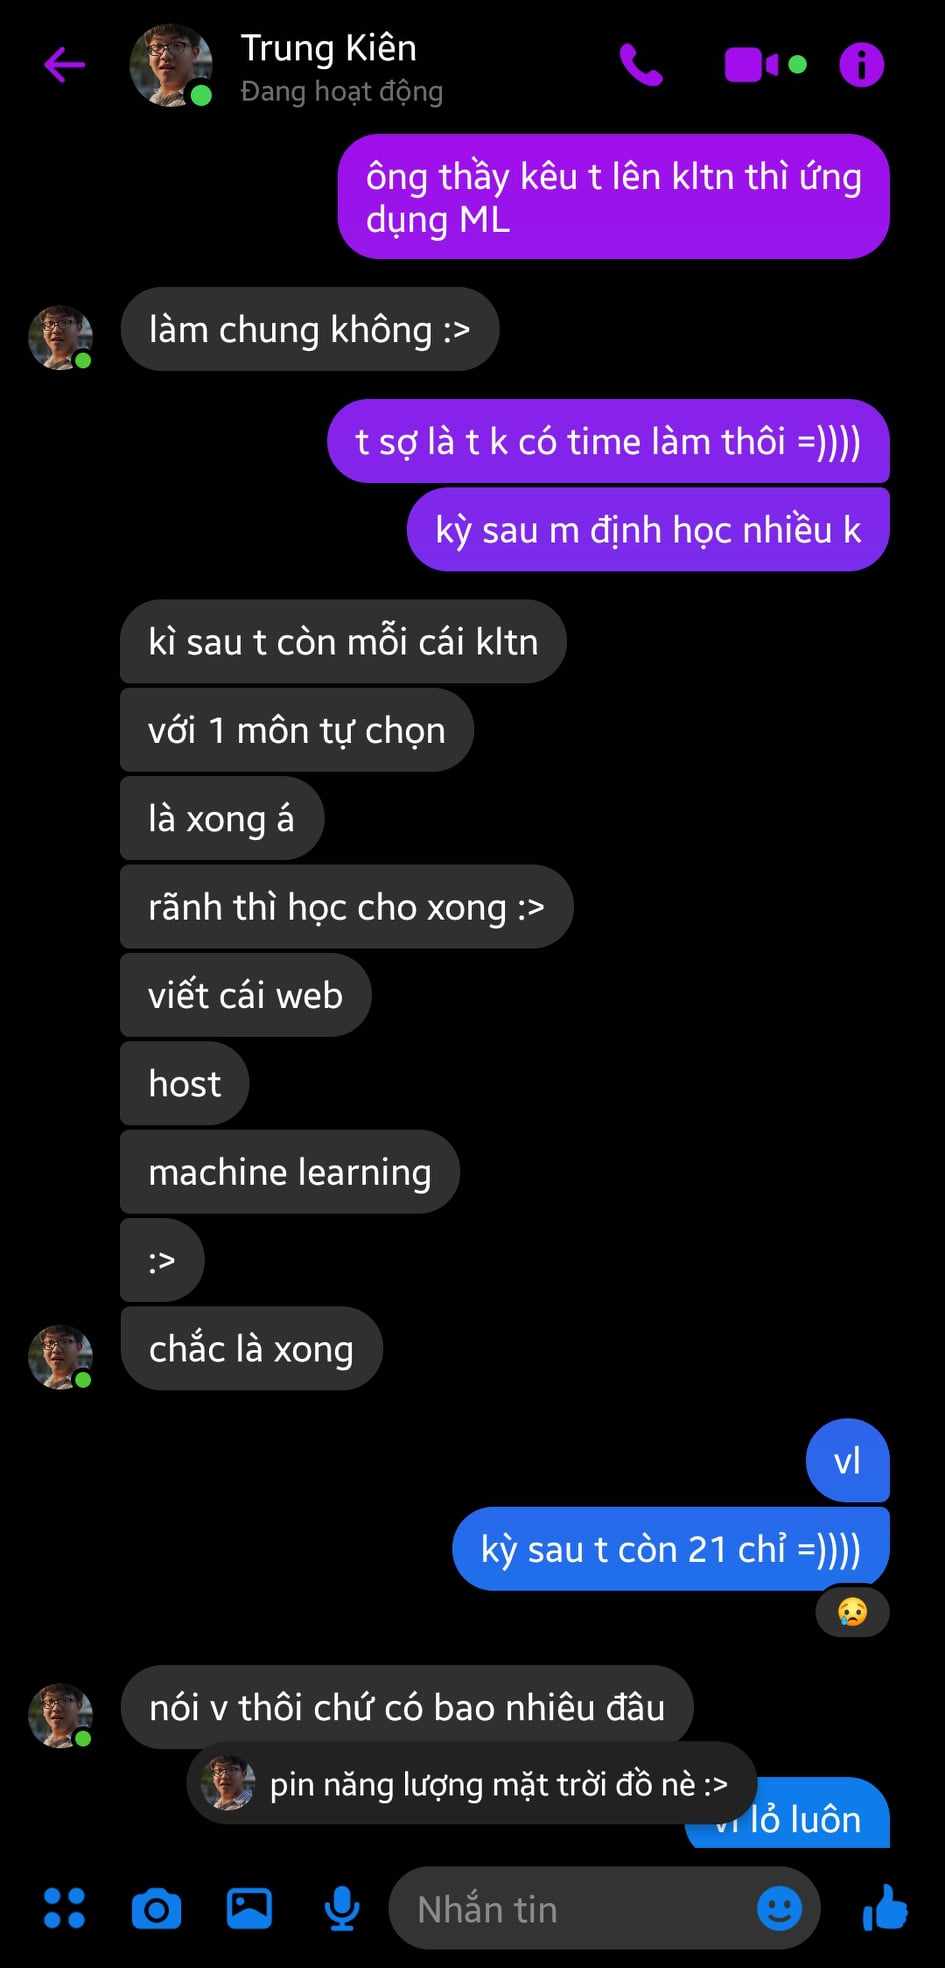 Trung Kiên
Đang hoạt động
ông thầy kêu t lên kltn thì ứng
dụng ML
làm chung không :>
t sợ là t k có time làm thôi =))))
kỳ sau m định học nhiều k
kì sau t còn mỗi cái kltn
với 1 môn tự chọn
là xong á
rãnh thì học cho xong :>
viết cái web
host
machine learning
:>
chắc là xong
vl
kỳ sau t còn 21 chỉ =))))
nói v thôi chứ có bao nhiêu đâu
pin năng lượng mặt trời đồ nè :>
lỏ luôn
Nhắn tin